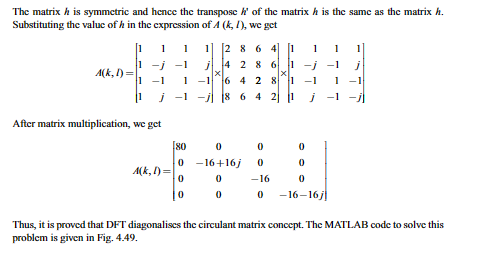 The matrix h is symmetric and hence the transpose h' of the matrix h is the same as the matrix h.
Substituting the value of h in the expression of A (k, l), we get
[1 1 1 1] [2 8 6 4] [1 1 1 1]
1 -j -1 j 4 2 8 6 1 -j -1 j
A(k, l) = × ×
1 -1 1 -1 6 4 2 8 1 -1 1 -1
1 j -1 -j 8 6 4 2 1 j -1 -j
After matrix multiplication, we get
80 0 0 0
0 -16+16j 0 0
A(k, l) =
0 0 -16 0
0 0 0 -16-16j
Thus, it is proved that DFT diagonalises the circulant matrix concept. The MATLAB code to solve this
problem is given in Fig. 4.49.